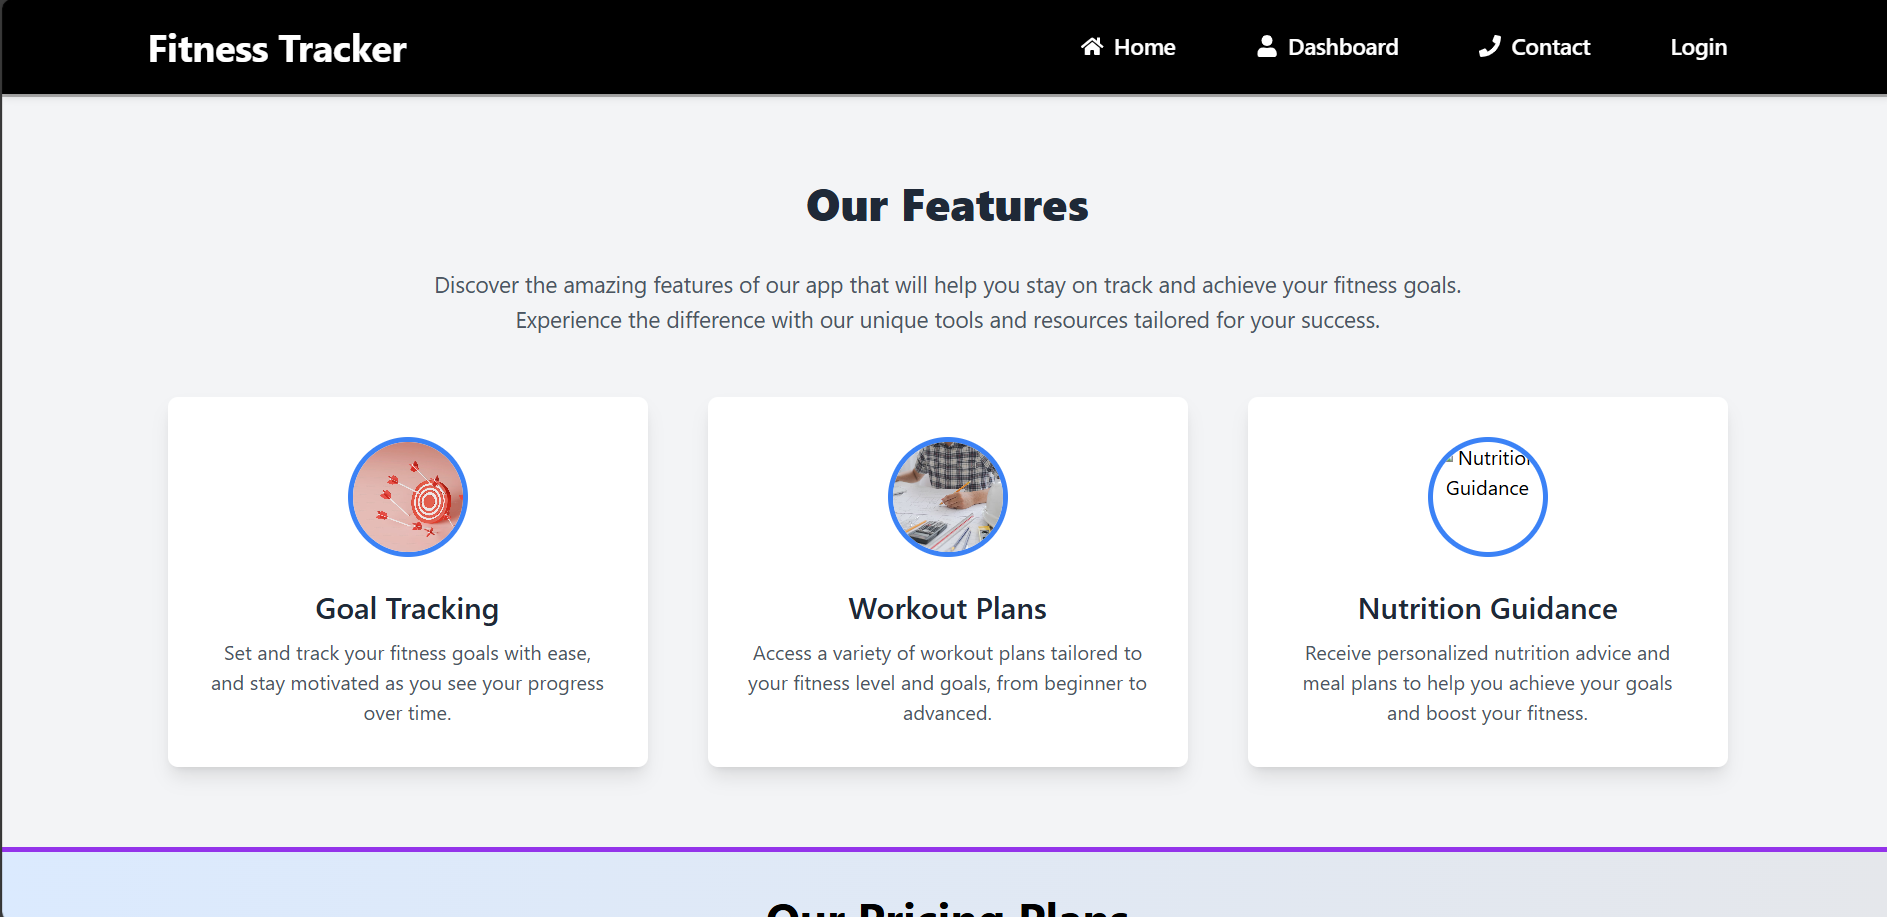 Fitness Tracker
Home
Dashboard
Contact
Login
Our Features
Discover the amazing features of our app that will help you stay on track and achieve your fitness goals.
Experience the difference with our unique tools and resources tailored for your success.
Nutrition
Guidance
Goal Tracking
Set and track your fitness goals with ease,
and stay motivated as you see your progress
over time.
Workout Plans
Access a variety of workout plans tailored to
your fitness level and goals, from beginner to
advanced.
Nutrition Guidance
Receive personalized nutrition advice and
meal plans to help you achieve your goals
and boost your fitness.
Our Pricing Plans